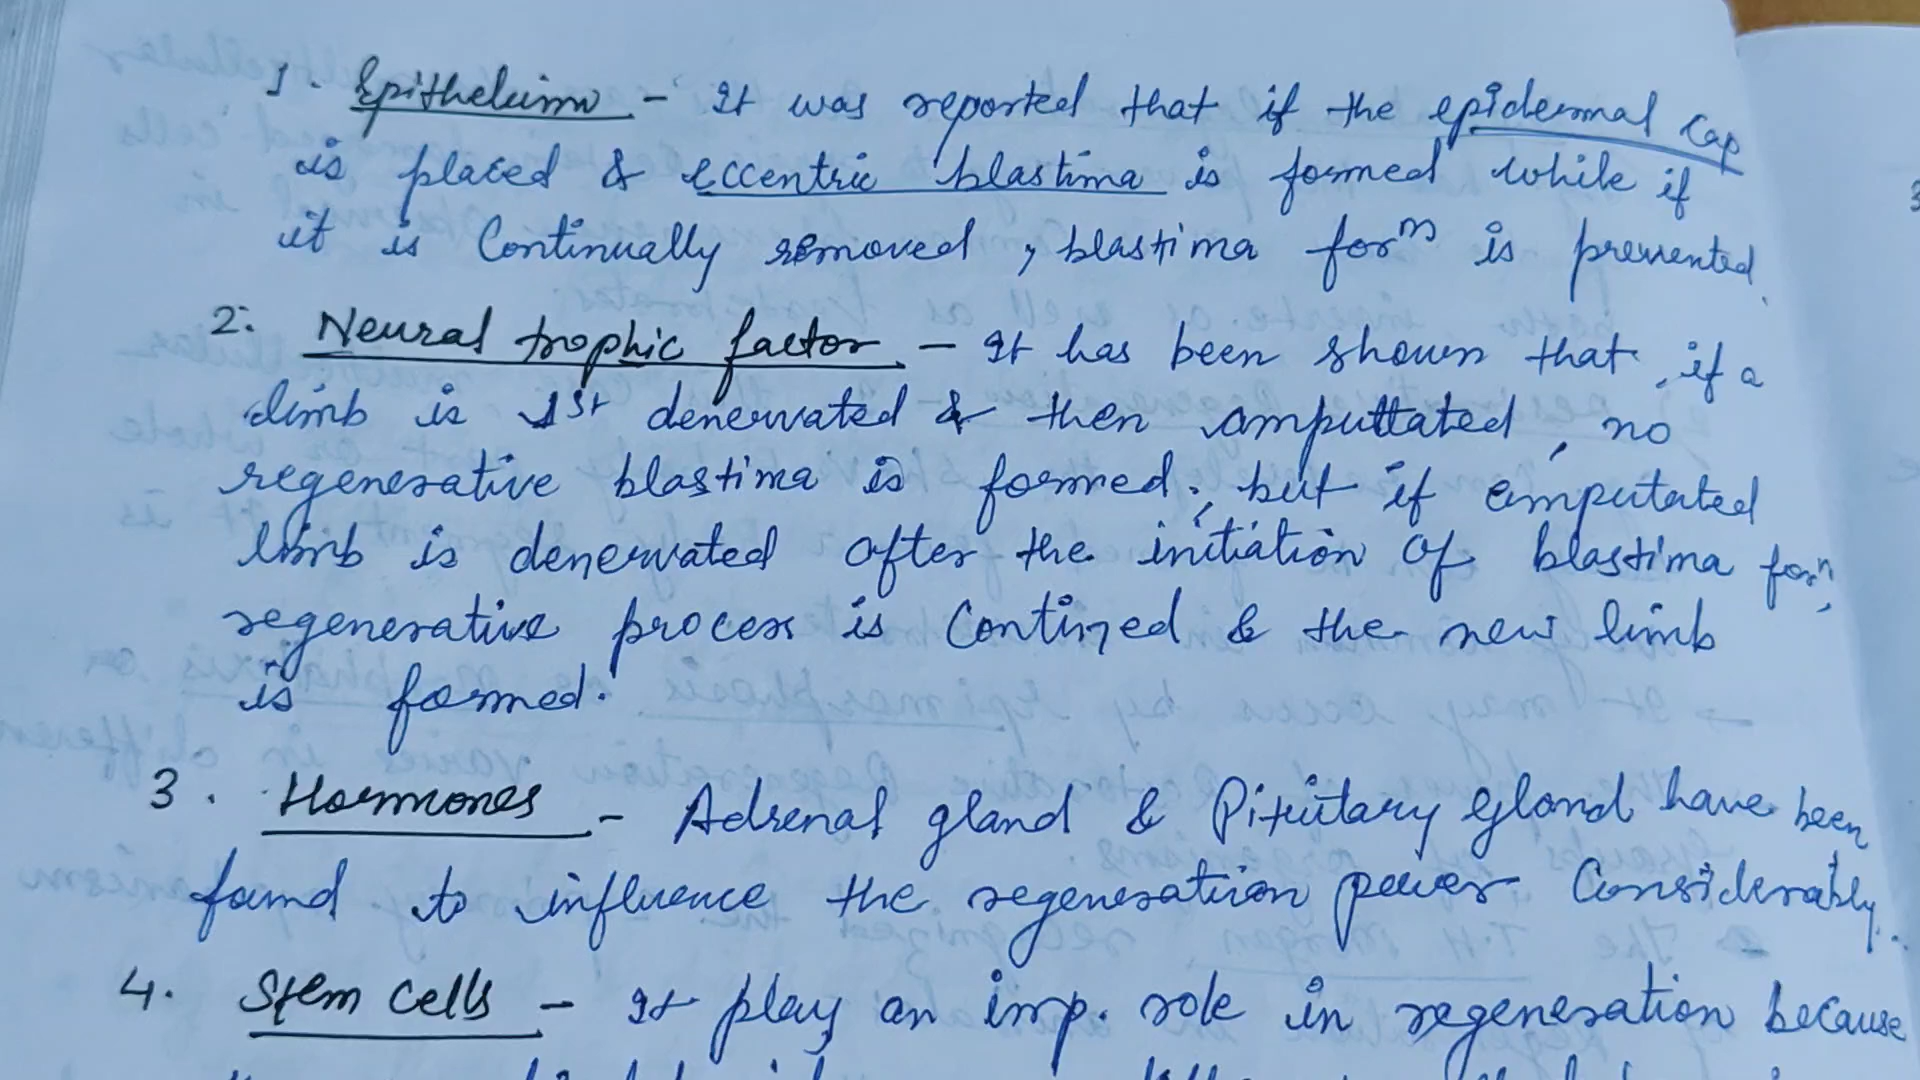 1. Epitheleium - It was reported that if the epidermal cap
is placed & eccentric blastima is formed while if
it is Continually removed, blastima forⁿ is prevented.
2. Neural trophic factor - It has been shown that if a
limb is 1st denervated & then amputtated, no
regenerative blastima is formed, but if amputated
limb is denervated after the initiation of blastima forⁿ,
regenerative process is Contined & the new limb
is formed.
3. Hormones - Adrenal gland & Pituitary gland have been
found to influence the regeneration power Considerably.
4. Stem cells - It play an imp. role in regeneration because